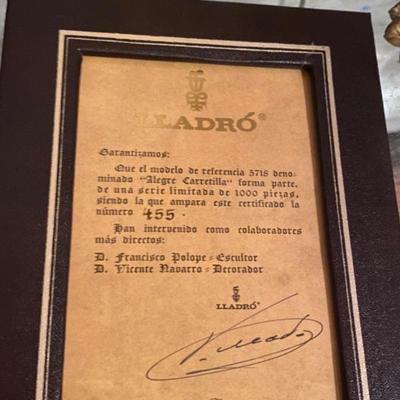 LLADRÓ®
Garantizamos:
Que el modelo de referencia 5718 deno-
minado "Alegre Carretilla" forma parte,
de una serie limitada de 1000 piezas,
siendo la que ampara este certificado la
número 455.
Han intervenido como colaboradores
más directos:
D. Francisco Polope = Escultor
D. Vicente Navarro = Decorador
LLADRÓ®